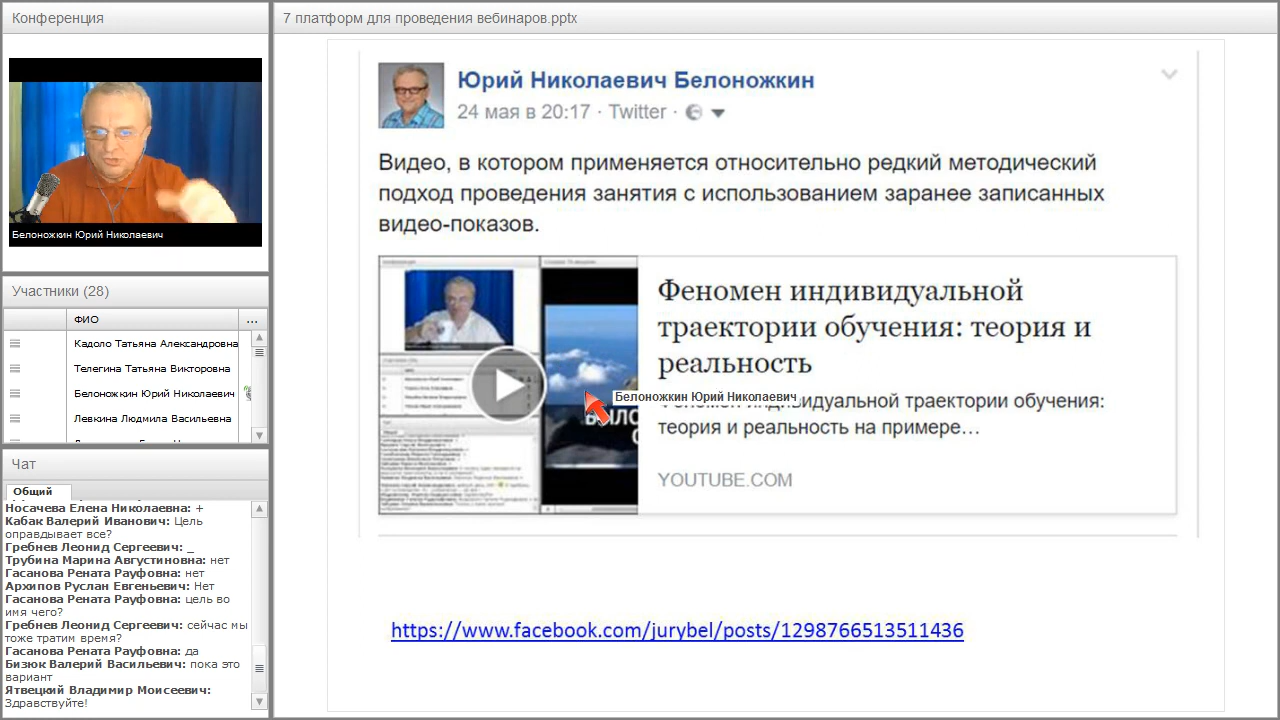 Конференция
Белоножкин Юрий Николаевич
Участники (28)
ФИО
...
Кадоло Татьяна Александровна
Телегина Татьяна Викторовна
Белоножкин Юрий Николаевич
Левкина Людмила Васильевна
Чат
Общий
Носачева Елена Николаевна: +
Кабак Валерий Иванович: Цель
оправдывает все?
Гребнев Леонид Сергеевич: _
Трубина Марина Августиновна: нет
Гасанова Рената Рауфовна: нет
Архипов Руслан Евгеньевич: Нет
Гасанова Рената Рауфовна: цель во
имя чего?
Гребнев Леонид Сергеевич: сейчас мы
тоже тратим время?
Гасанова Рената Рауфовна: да
Бизюк Валерий Васильевич: пока это
вариант
Ятвецкий Владимир Моисеевич:
Здравствуйте!
7 платформ для проведения вебинаров.pptx
Юрий Николаевич Белоножкин
24 мая в 20:17 · Twitter ·
Видео, в котором применяется относительно редкий методический
подход проведения занятия с использованием заранее записанных
видео-показов.
Феномен индивидуальной
траектории обучения: теория и
реальность
Белоножкин Юрий Николаевич
Феномен индивидуальной траектории обучения:
теория и реальность на примере…
YOUTUBE.COM
https://www.facebook.com/jurybel/posts/1298766513511436